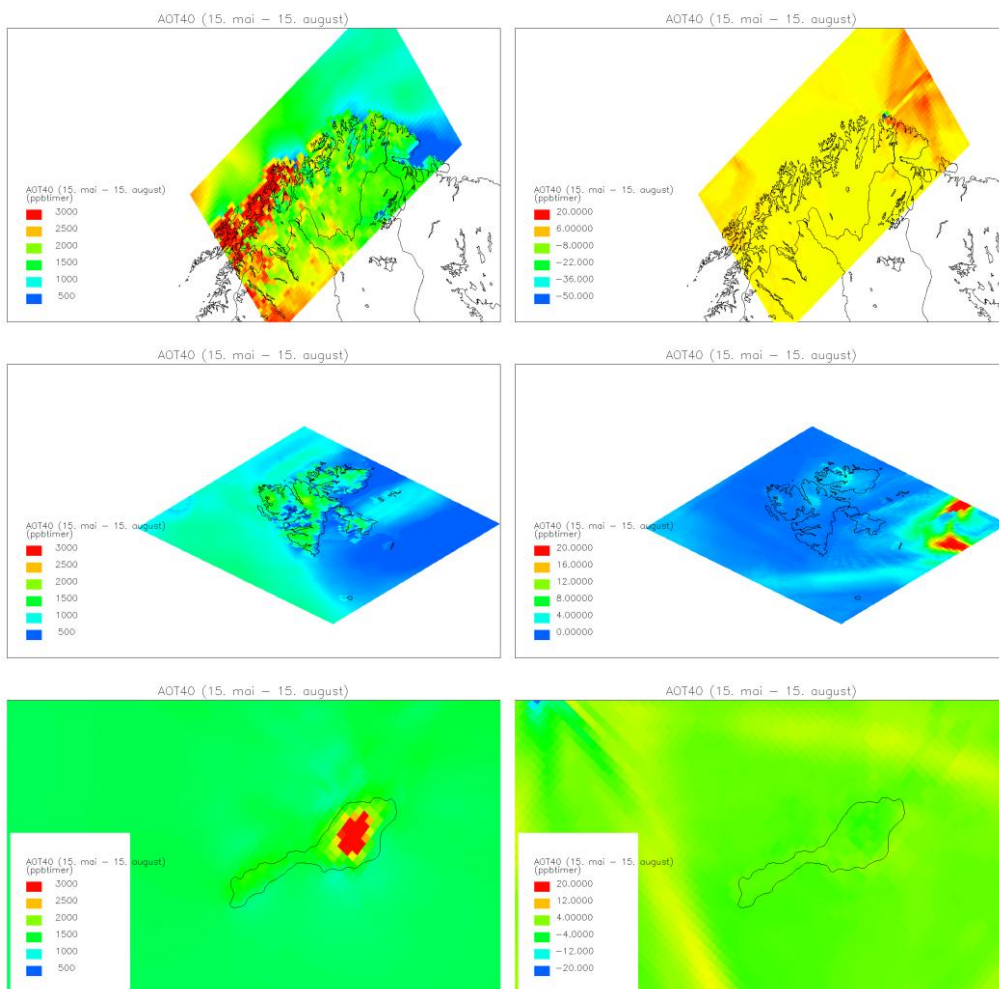 AOT40 (15. mai − 15. august)
AOT40 (15. mai − 15. august)
(ppbtimer)
3000
2500
2000
1500
1000
500
AOT40 (15. mai − 15. august)
AOT40 (15. mai − 15. august)
(ppbtimer)
20.0000
6.00000
−8.00000
−22.0000
−36.0000
−50.0000
AOT40 (15. mai − 15. august)
AOT40 (15. mai − 15. august)
(ppbtimer)
3000
2500
2000
1500
1000
500
AOT40 (15. mai − 15. august)
AOT40 (15. mai − 15. august)
(ppbtimer)
20.0000
16.0000
12.0000
8.00000
4.00000
0.00000
AOT40 (15. mai − 15. august)
AOT40 (15. mai − 15. august)
(ppbtimer)
3000
2500
2000
1500
1000
500
AOT40 (15. mai − 15. august)
AOT40 (15. mai − 15. august)
(ppbtimer)
20.0000
12.0000
4.00000
−4.00000
−12.0000
−20.000